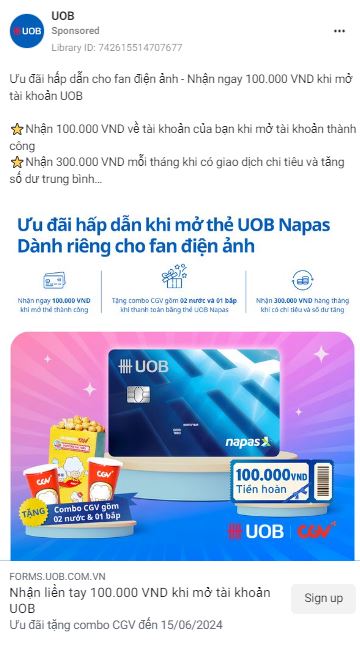 UOB
Sponsored
Library ID: 742615514707677
Ưu đãi hấp dẫn cho fan điện ảnh - Nhận ngay 100.000 VND khi mở
tài khoản UOB
⭐Nhận 100.000 VND về tài khoản của bạn khi mở tài khoản thành
công
⭐Nhận 300.000 VND mỗi tháng khi có giao dịch chi tiêu và tăng
số dư trung bình...
Ưu đãi hấp dẫn khi mở thẻ UOB Napas
Dành riêng cho fan điện ảnh
Nhận ngay 100.000 VND
khi mở thẻ thành công
Tặng combo CGV gồm 02 nước và 01 bắp
khi thanh toán bằng thẻ UOB Napas
Nhận 300.000 VND hàng tháng
khi có chi tiêu và số dư tăng
UOB
napas
CGV
CGV
CGV
100.000VND
Tiền hoàn
TẶNG
Combo CGV gồm
02 nước & 01 bắp
UOB
CGV
FORMS.UOB.COM.VN
Nhận liền tay 100.000 VND khi mở tài khoản
UOB
Ưu đãi tặng combo CGV đến 15/06/2024
Sign up